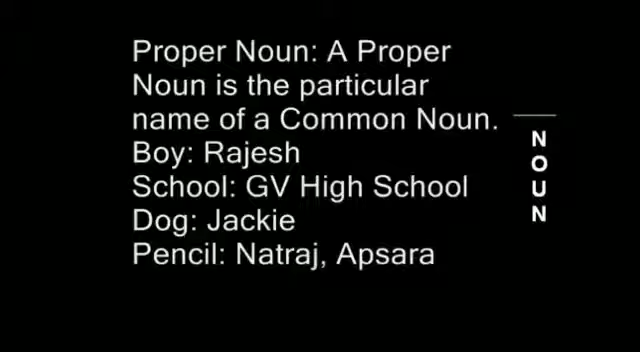 Proper Noun: A Proper
Noun is the particular
name of a Common Noun.
Boy: Rajesh
School: GV High School
Dog: Jackie
Pencil: Natraj, Apsara
NOUN